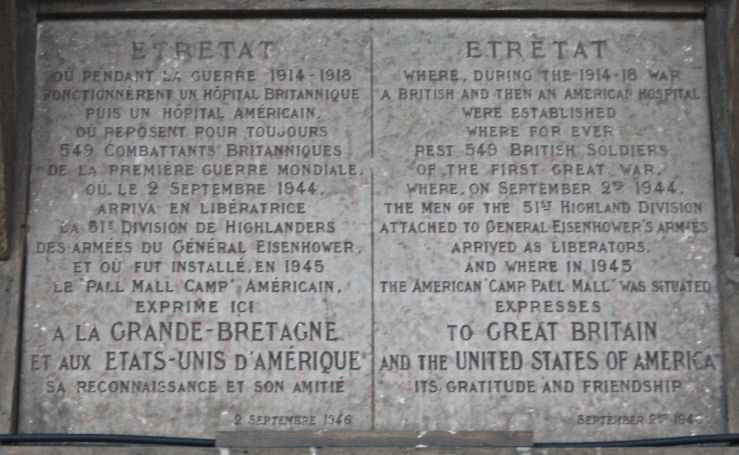 ETRETAT
OÙ PENDANT LA GUERRE 1914-1918
FONCTIONNÈRENT UN HÔPITAL BRITANNIQUE
PUIS UN HÔPITAL AMÉRICAIN.
OÙ REPOSENT POUR TOUJOURS
549 COMBATTANTS BRITANNIQUES
DE LA PREMIÈRE GUERRE MONDIALE,
OÙ, LE 2 SEPTEMBRE 1944,
ARRIVA EN LIBÉRATRICE
LA 51E DIVISION DE HIGHLANDERS
DES ARMÉES DU GÉNÉRAL EISENHOWER,
ET OÙ FUT INSTALLÉ, EN 1945
LE "PALL MALL CAMP" AMÉRICAIN,
EXPRIME ICI
A LA GRANDE-BRETAGNE
ET AUX ETATS-UNIS D'AMÉRIQUE
SA RECONNAISSANCE ET SON AMITIÉ
2 SEPTEMBRE 1946
ETRETAT
WHERE, DURING THE 1914-18 WAR
A BRITISH AND THEN AN AMERICAN HOSPITAL
WERE ESTABLISHED
WHERE FOR EVER
REST 549 BRITISH SOLDIERS
OF THE FIRST GREAT WAR,
WHERE, ON SEPTEMBER 2ND 1944,
THE MEN OF THE 51ST HIGHLAND DIVISION
ATTACHED TO GENERAL EISENHOWER'S ARMIES
ARRIVED AS LIBERATORS.
AND WHERE IN 1945
THE AMERICAN "CAMP PALL MALL" WAS SITUATED
EXPRESSES
TO GREAT BRITAIN
AND THE UNITED STATES OF AMERICA
ITS GRATITUDE AND FRIENDSHIP
SEPTEMBER 2ND 1946